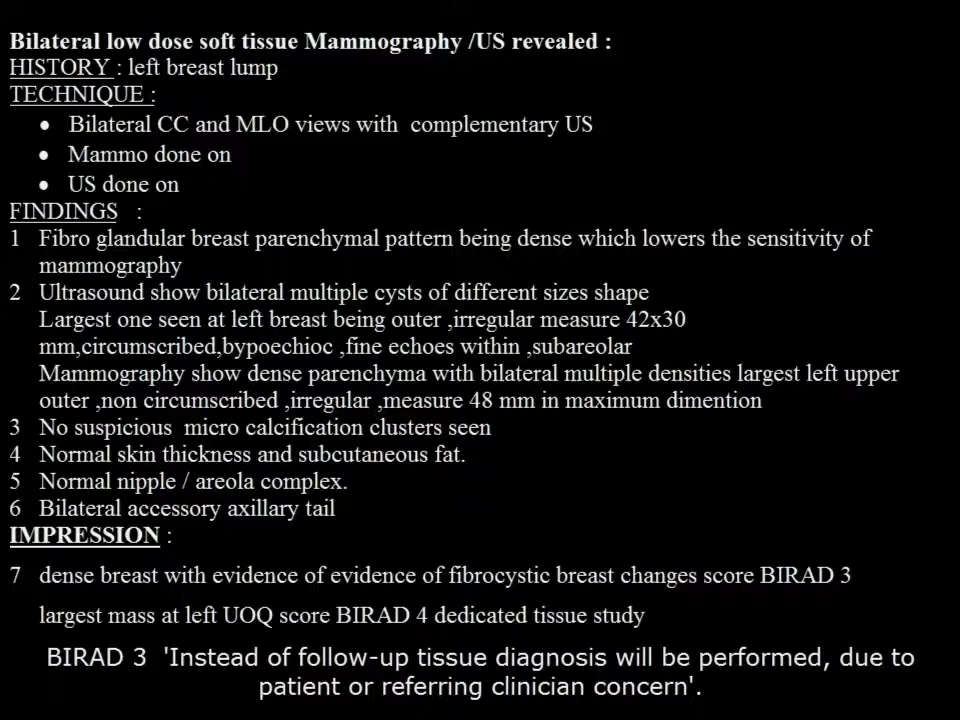 Bilateral low dose soft tissue Mammography /US revealed :
HISTORY : left breast lump
TECHNIQUE :
• Bilateral CC and MLO views with complementary US
• Mammo done on
• US done on
FINDINGS :
1 Fibro glandular breast parenchymal pattern being dense which lowers the sensitivity of
mammography
2 Ultrasound show bilateral multiple cysts of different sizes shape
Largest one seen at left breast being outer ,irregular measure 42x30
mm,circumscribed,bypoechioc ,fine echoes within ,subareolar
Mammography show dense parenchyma with bilateral multiple densities largest left upper
outer ,non circumscribed ,irregular ,measure 48 mm in maximum dimention
3 No suspicious micro calcification clusters seen
4 Normal skin thickness and subcutaneous fat.
5 Normal nipple / areola complex.
6 Bilateral accessory axillary tail
IMPRESSION :
7 dense breast with evidence of evidence of fibrocystic breast changes score BIRAD 3
largest mass at left UOQ score BIRAD 4 dedicated tissue study
BIRAD 3 'Instead of follow-up tissue diagnosis will be performed, due to
patient or referring clinician concern'.